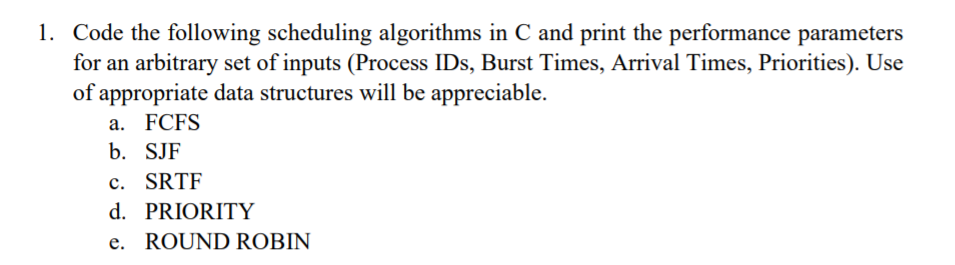 1. Code the following scheduling algorithms in C and print the performance parameters
for an arbitrary set of inputs (Process IDs, Burst Times, Arrival Times, Priorities). Use
of appropriate data structures will be appreciable.
a. FCFS
b. SJF
c. SRTF
d. PRIORITY
e. ROUND ROBIN